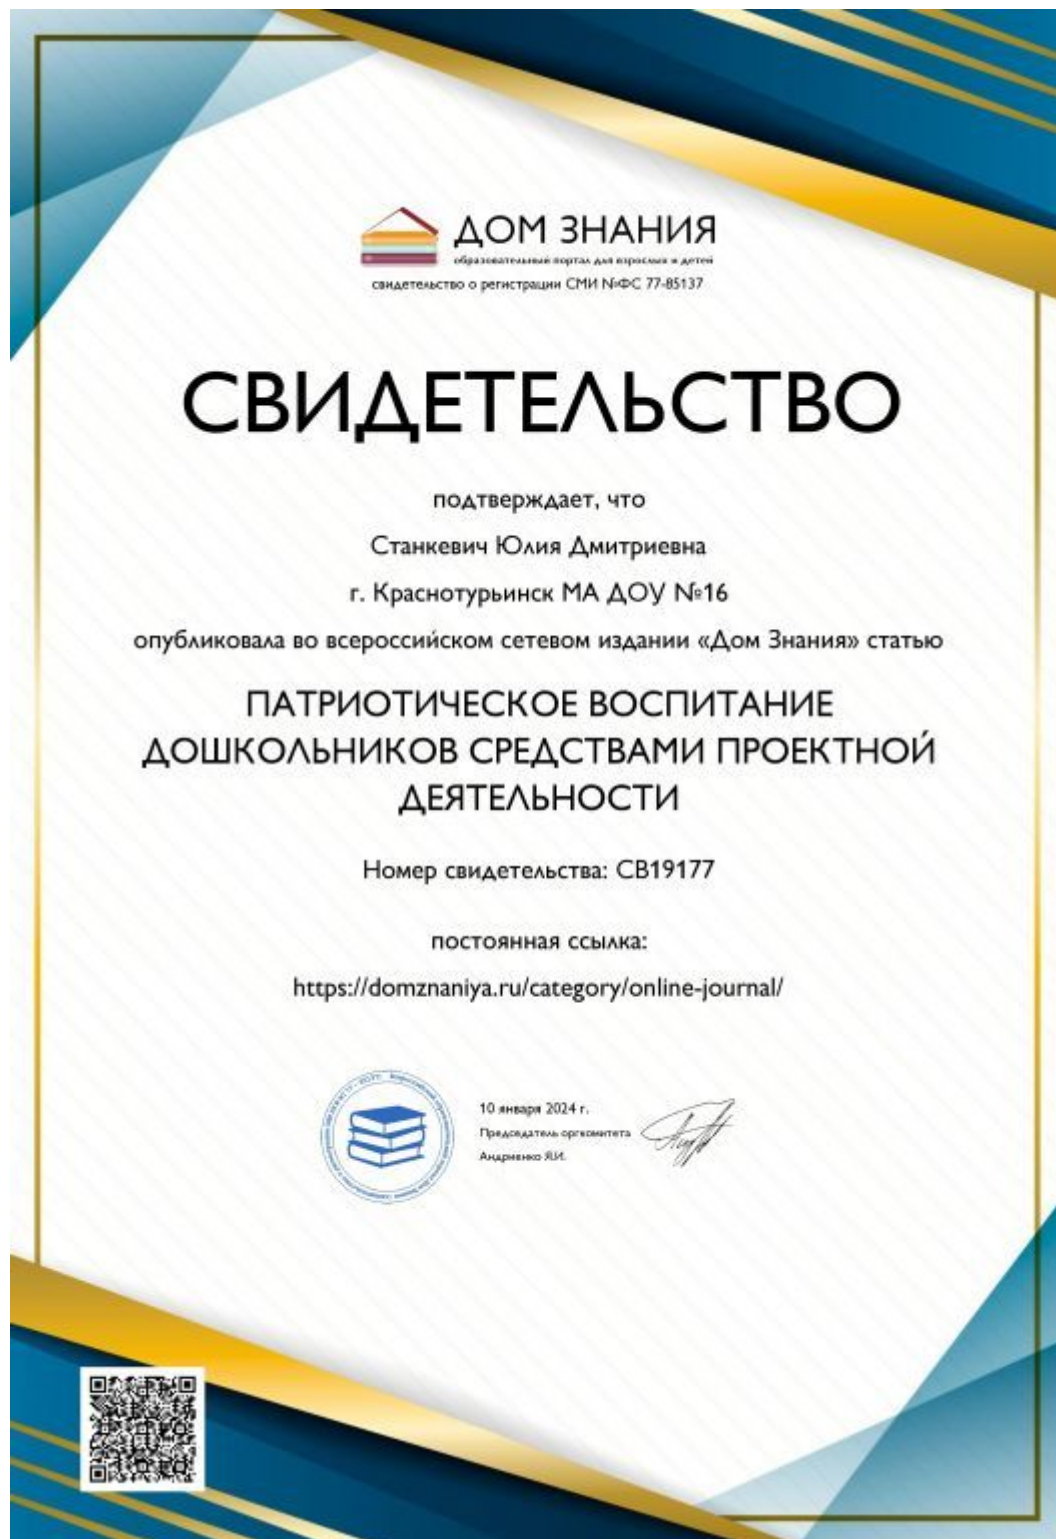 ДОМ ЗНАНИЯ
образовательный портал для взрослых и детей
свидетельство о регистрации СМИ №ФС 77-85137
СВИДЕТЕЛЬСТВО
подтверждает, что
Станкевич Юлия Дмитриевна
г. Краснотурьинск МА ДОУ №16
опубликовала во всероссийском сетевом издании «Дом Знания» статью
ПАТРИОТИЧЕСКОЕ ВОСПИТАНИЕ
ДОШКОЛЬНИКОВ СРЕДСТВАМИ ПРОЕКТНОЙ
ДЕЯТЕЛЬНОСТИ
Номер свидетельства: СВ19177
постоянная ссылка:
https://domznaniya.ru/category/online-journal/
10 января 2024 г.
Председатель оргкомитета
Андриенко Я.И.